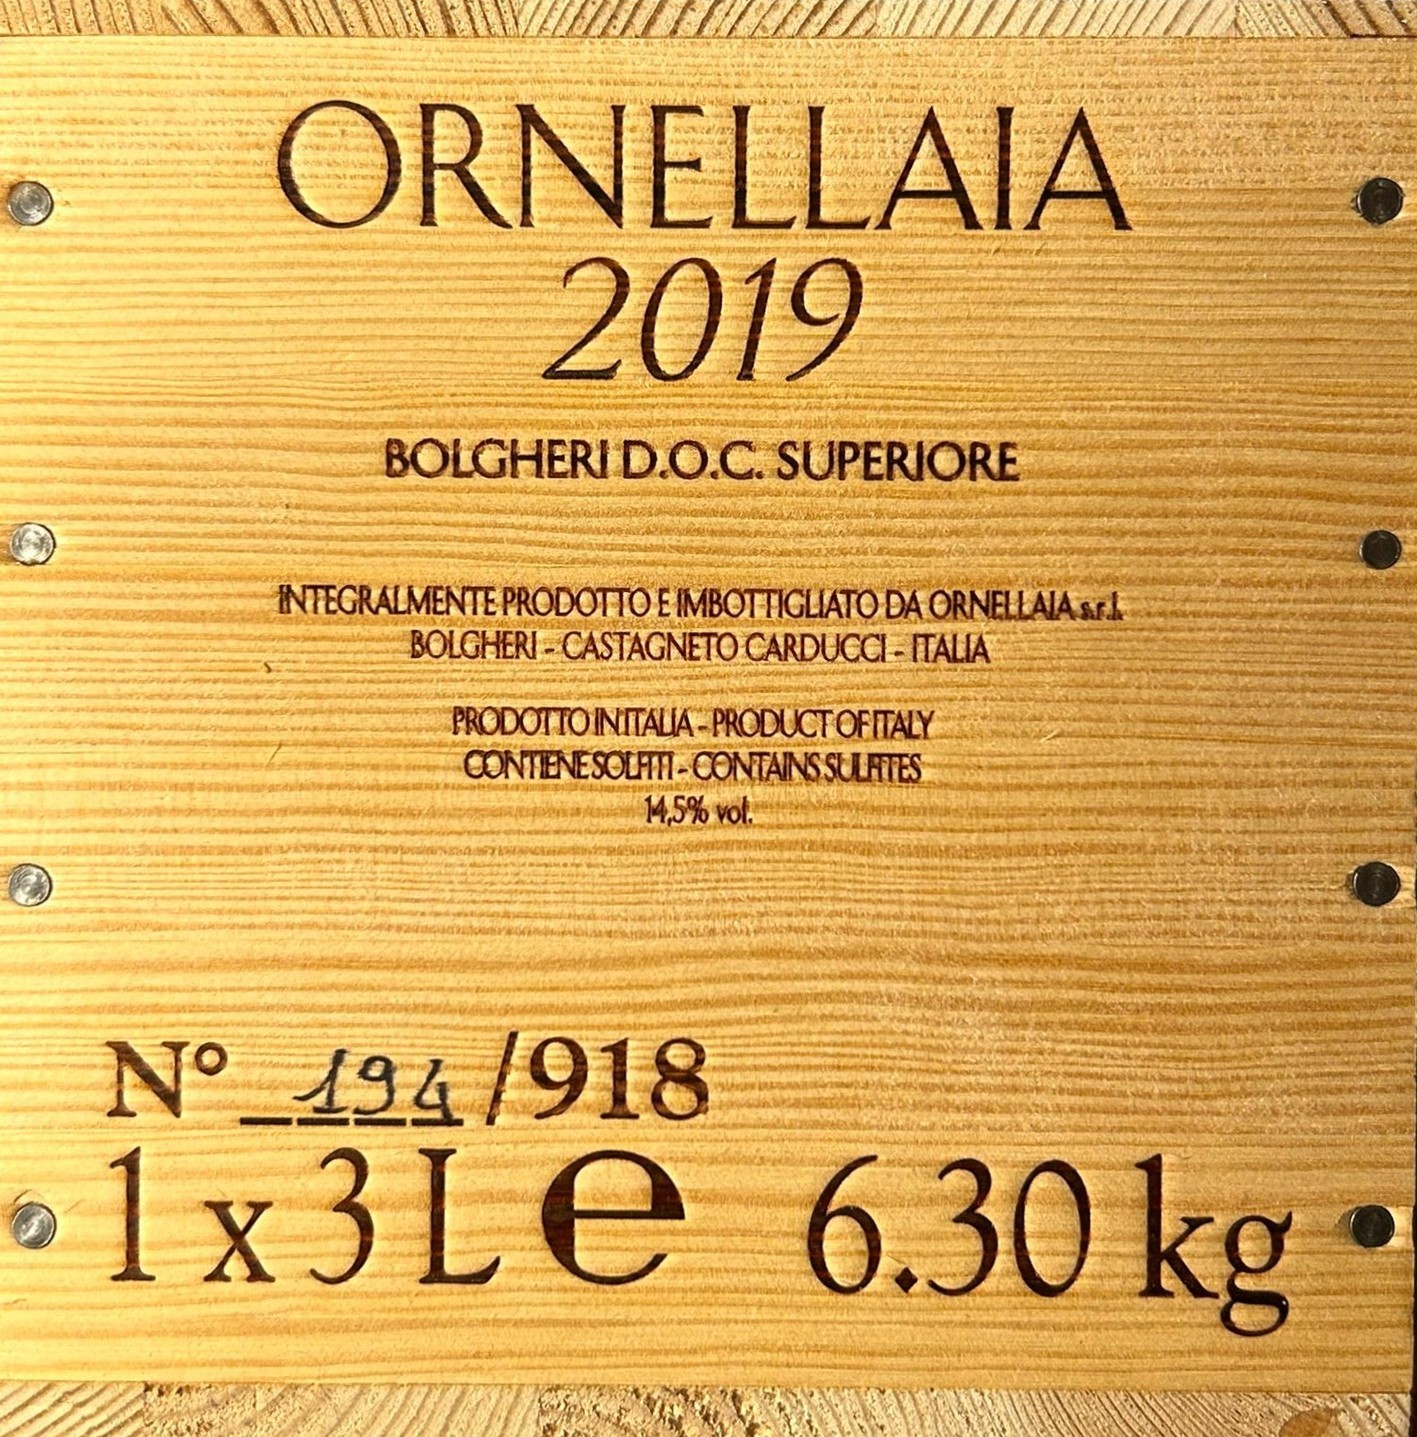 ORNELLAIA
2019
BOLGHERI D.O.C. SUPERIORE
INTEGRALMENTE PRODOTTO E IMBOTTIGLIATO DA ORNELLAIA s.r.l.
BOLGHERI - CASTAGNETO CARDUCCI - ITALIA
PRODOTTO IN ITALIA - PRODUCT OF ITALY
CONTIENE SOLFITI - CONTAINS SULFITES
14,5% vol.
N° 194 /918
1 x 3 L e 6.30 kg